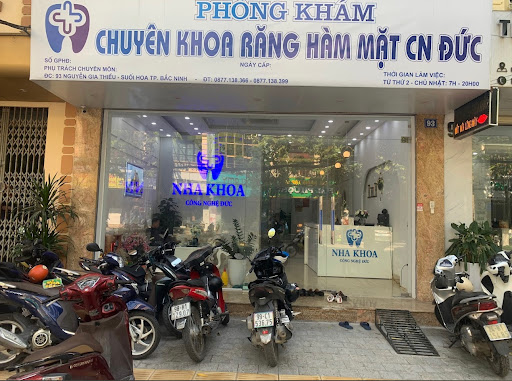 PHÒNG KHÁM
CHUYÊN KHOA RĂNG HÀM MẶT CN ĐỨC
SỐ GPHĐ:
NGÀY CẤP:
PHỤ TRÁCH CHUYÊN MÔN:
ĐC: 93 NGUYỄN GIA THIỀU - SUỐI HOA TP. BẮC NINH - ĐT: 0877.138.366 - 0877.138.399
THỜI GIAN LÀM VIỆC:
TỪ THỨ 2 - CHỦ NHẬT: 7H - 20H00
93
NHA KHOA
CÔNG NGHỆ ĐỨC
NHA KHOA
CÔNG NGHỆ ĐỨC